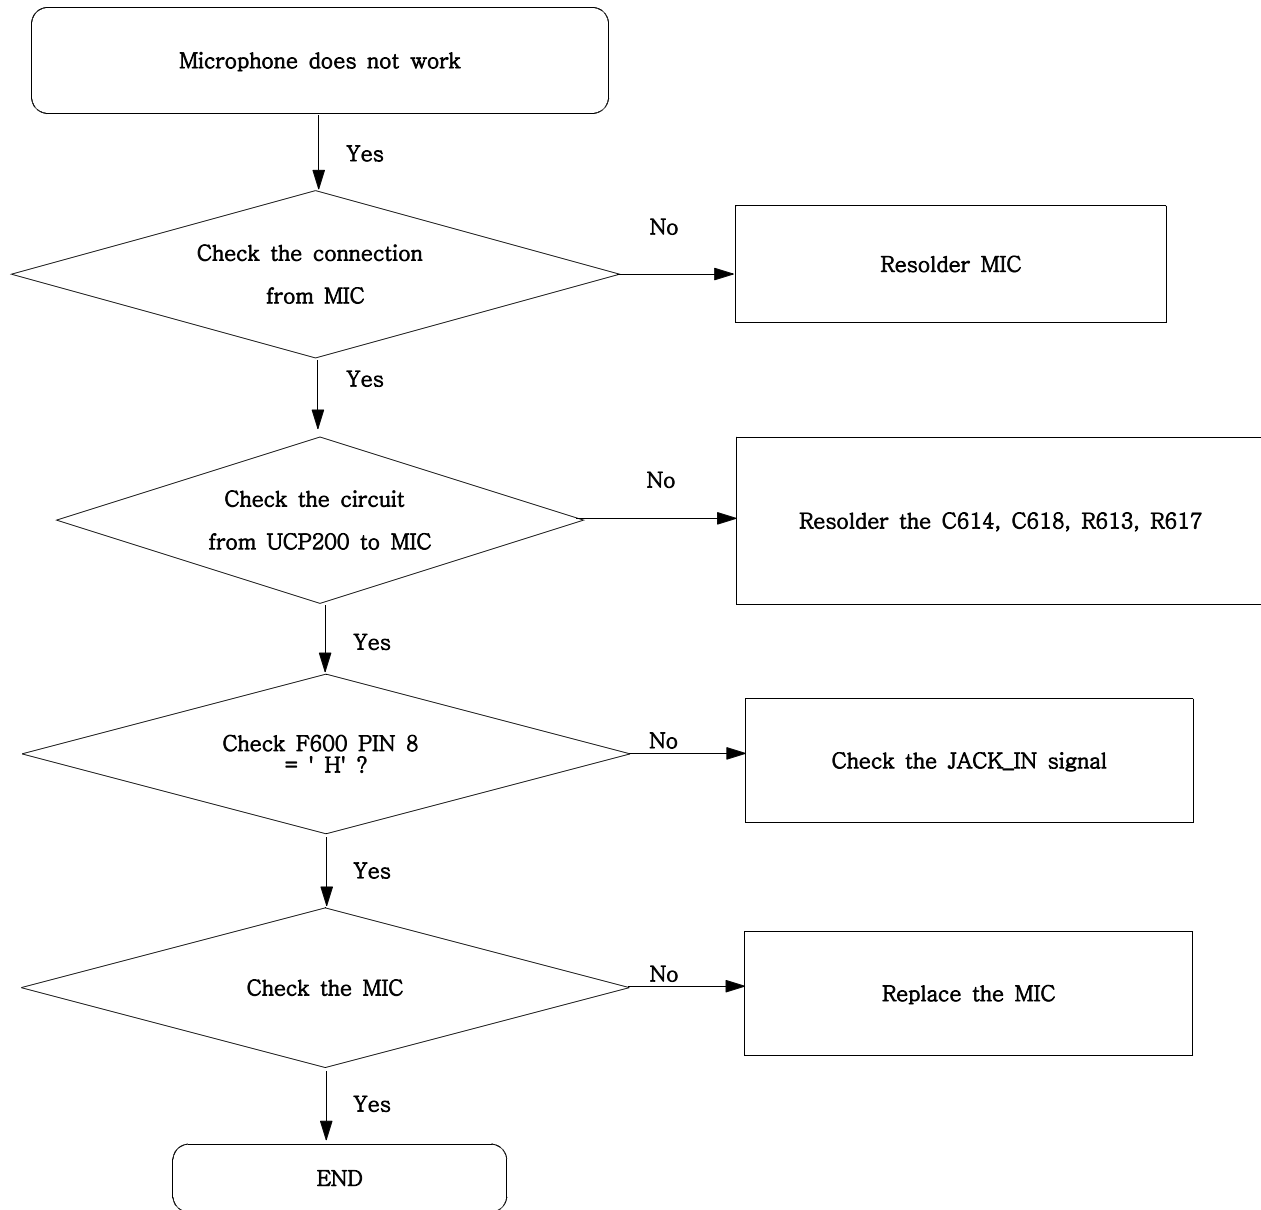 Microphone does not work
Yes
Check the connection
from MIC
No
Resolder MIC
Yes
Check the circuit
from UCP200 to MIC
No
Resolder the C614, C618, R613, R617
Yes
Check F600 PIN 8
= ' H' ?
No
Check the JACK_IN signal
Yes
Check the MIC
No
Replace the MIC
Yes
END